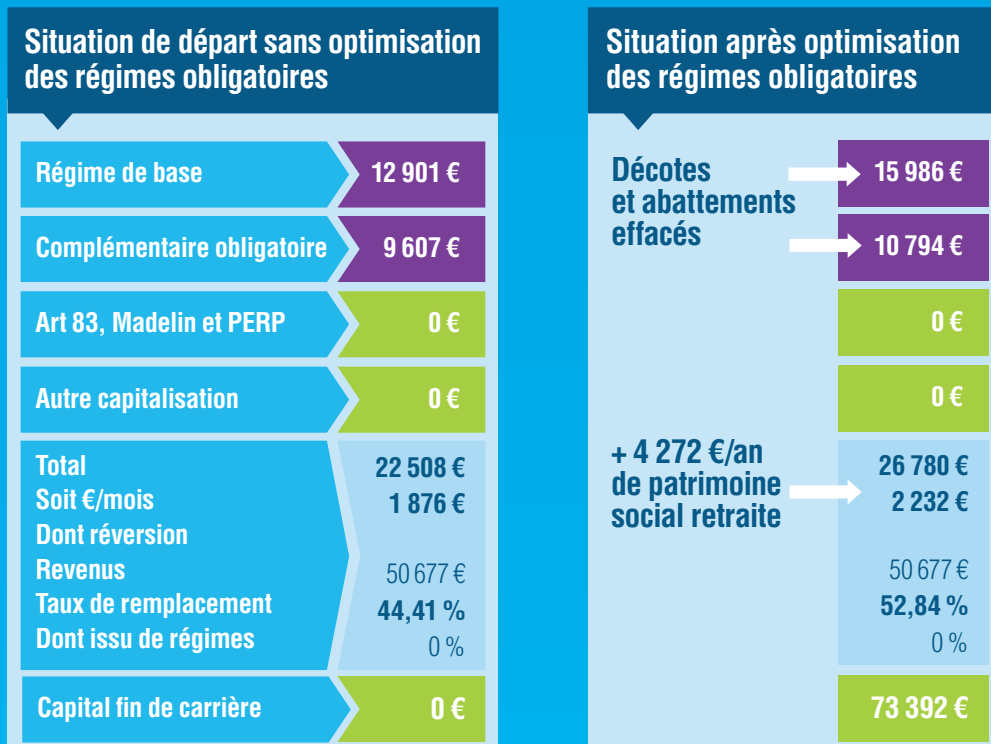 Situation de départ sans optimisation
des régimes obligatoires
Régime de base
12 901 €
Complémentaire obligatoire
9 607 €
Art 83, Madelin et PERP
0 €
Autre capitalisation
0 €
Total
22 508 €
Soit €/mois
1 876 €
Dont réversion
Revenus
50 677 €
Taux de remplacement
44,41 %
Dont issu de régimes
0 %
Capital fin de carrière
0 €
Situation après optimisation
des régimes obligatoires
Décotes
et abattements
effacés
15 986 €
10 794 €
0 €
0 €
+ 4 272 €/an
de patrimoine
social retraite
26 780 €
2 232 €
50 677 €
52,84 %
0 %
73 392 €